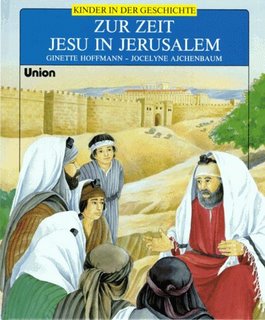 KINDER IN DER GESCHICHTE
ZUR ZEIT
JESU IN JERUSALEM
GINETTE HOFFMANN - JOCELYNE AJCHENBAUM
Union